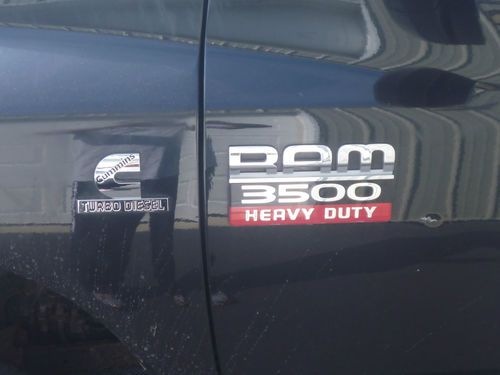 Cummins
TURBO DIESEL
RAM
3500
HEAVY DUTY